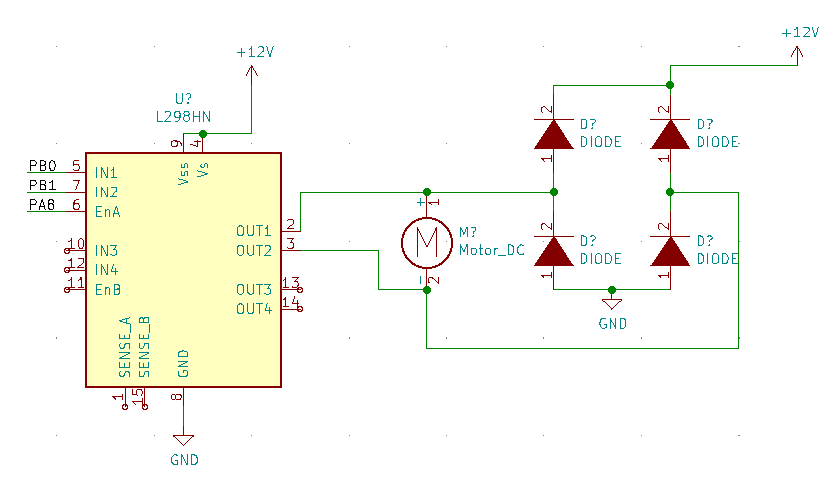 +12V
+12V
U?
L298HN
9
4
Vss
Vs
PB0
5
IN1
PB1
7
IN2
PA8
6
EnA
10
IN3
12
IN4
11
EnB
OUT1
2
OUT2
3
OUT3
13
OUT4
14
SENSE_A
SENSE_B
GND
1
15
8
GND
+
1
M
M?
Motor_DC
-
2
2
D?
DIODE
1
2
D?
DIODE
1
2
D?
DIODE
1
2
D?
DIODE
1
GND